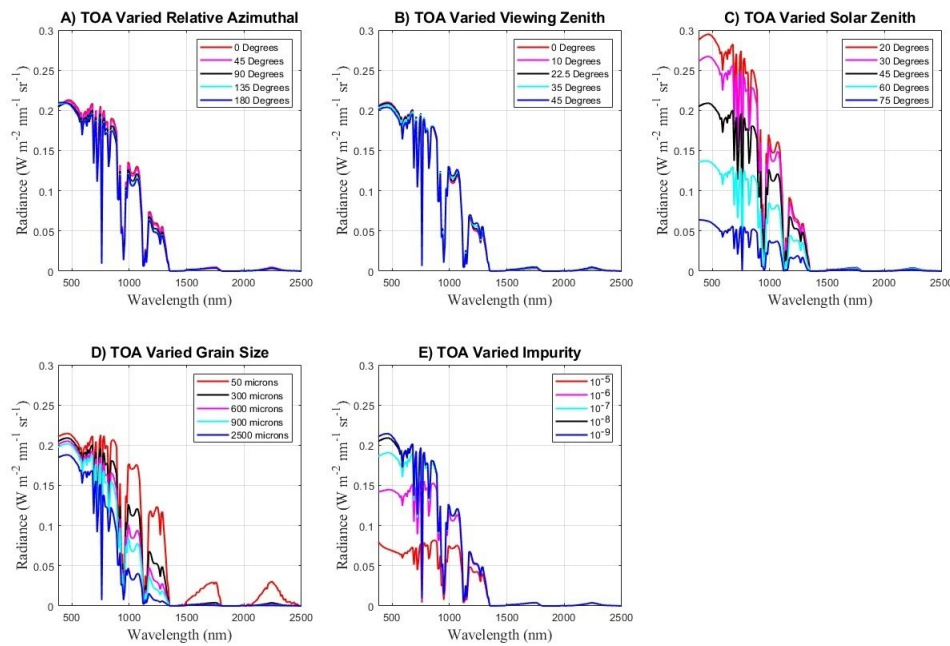 A) TOA Varied Relative Azimuthal
0.3
0.25
0.2
0.15
0.1
0.05
0
Radiance (W m-2 nm-1 sr-1)
0 Degrees
45 Degrees
90 Degrees
135 Degrees
180 Degrees
500 1000 1500 2000 2500
Wavelength (nm)
B) TOA Varied Viewing Zenith
0.3
0.25
0.2
0.15
0.1
0.05
0
Radiance (W m-2 nm-1 sr-1)
0 Degrees
10 Degrees
22.5 Degrees
35 Degrees
45 Degrees
500 1000 1500 2000 2500
Wavelength (nm)
C) TOA Varied Solar Zenith
0.3
0.25
0.2
0.15
0.1
0.05
0
Radiance (W m-2 nm-1 sr-1)
20 Degrees
30 Degrees
45 Degrees
60 Degrees
75 Degrees
500 1000 1500 2000 2500
Wavelength (nm)
D) TOA Varied Grain Size
0.3
0.25
0.2
0.15
0.1
0.05
0
Radiance (W m-2 nm-1 sr-1)
50 microns
300 microns
600 microns
900 microns
2500 microns
500 1000 1500 2000 2500
Wavelength (nm)
E) TOA Varied Impurity
0.3
0.25
0.2
0.15
0.1
0.05
0
Radiance (W m-2 nm-1 sr-1)
10-5
10-6
10-7
10-8
10-9
500 1000 1500 2000 2500
Wavelength (nm)